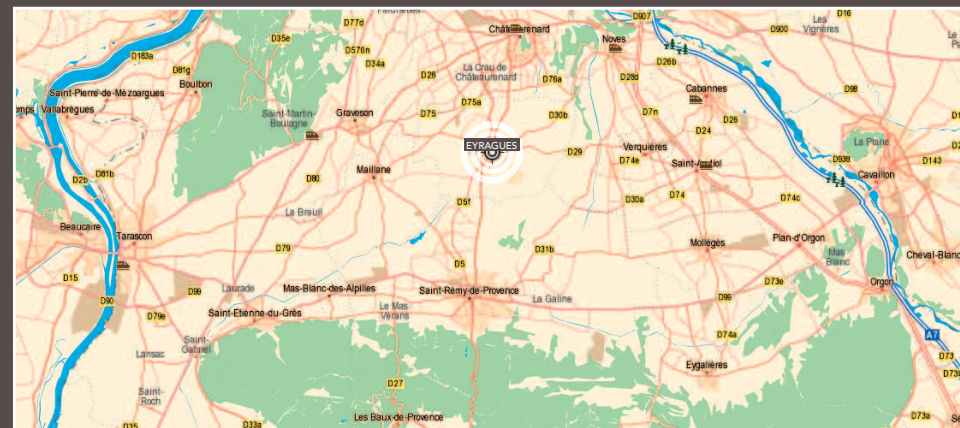 D907
D16
D77d
Les
Vignères
D900
Châteaurenard
D35e
Noves
D570n
D183a
D34a
D26b
La Crau de
Châteaurenard
D81g
D28
D76a
D28d
Boulbon
Cabannes
D98
Saint-Pierre-de-Mézoargues
D75a
Vallabrègues
Saint-Martin-
Boulogne
Graveson
D75
D30b
D7n
D26
D24
La Plane
EYRAGUES
Verquières
D29
D74e
D938
D143
Saint-Andiol
Maillane
Cavaillon
D81b
D2b
D80
D30a
D74
D74c
D5f
Le Breuil
Beaucaire
Tarascon
Plan-d'Orgon
Mollégès
D79
D31b
Mas
Blanc
Cheval-Blanc
D5
D15
D73e
Orgon
Laurade
Mas-Blanc-des-Alpilles
Saint-Rémy-de-Provence
D99
La Galine
D99
D90
Le Mas
Vérans
Saint-Etienne-du-Grès
D79e
D74a
A7
Saint-
Gabriel
Lansac
D73
Eygalières
D27
Saint-
Roch
D73a
Les Baux-de-Provence
D35
D33a